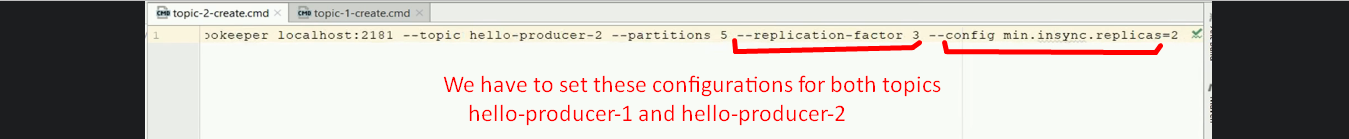 topic-2-create.cmd topic-1-create.cmd
1 ookeeper localhost:2181 --topic hello-producer-2 --partitions 5 --replication-factor 3 --config min.insync.replicas=2
We have to set these configurations for both topics
hello-producer-1 and hello-producer-2